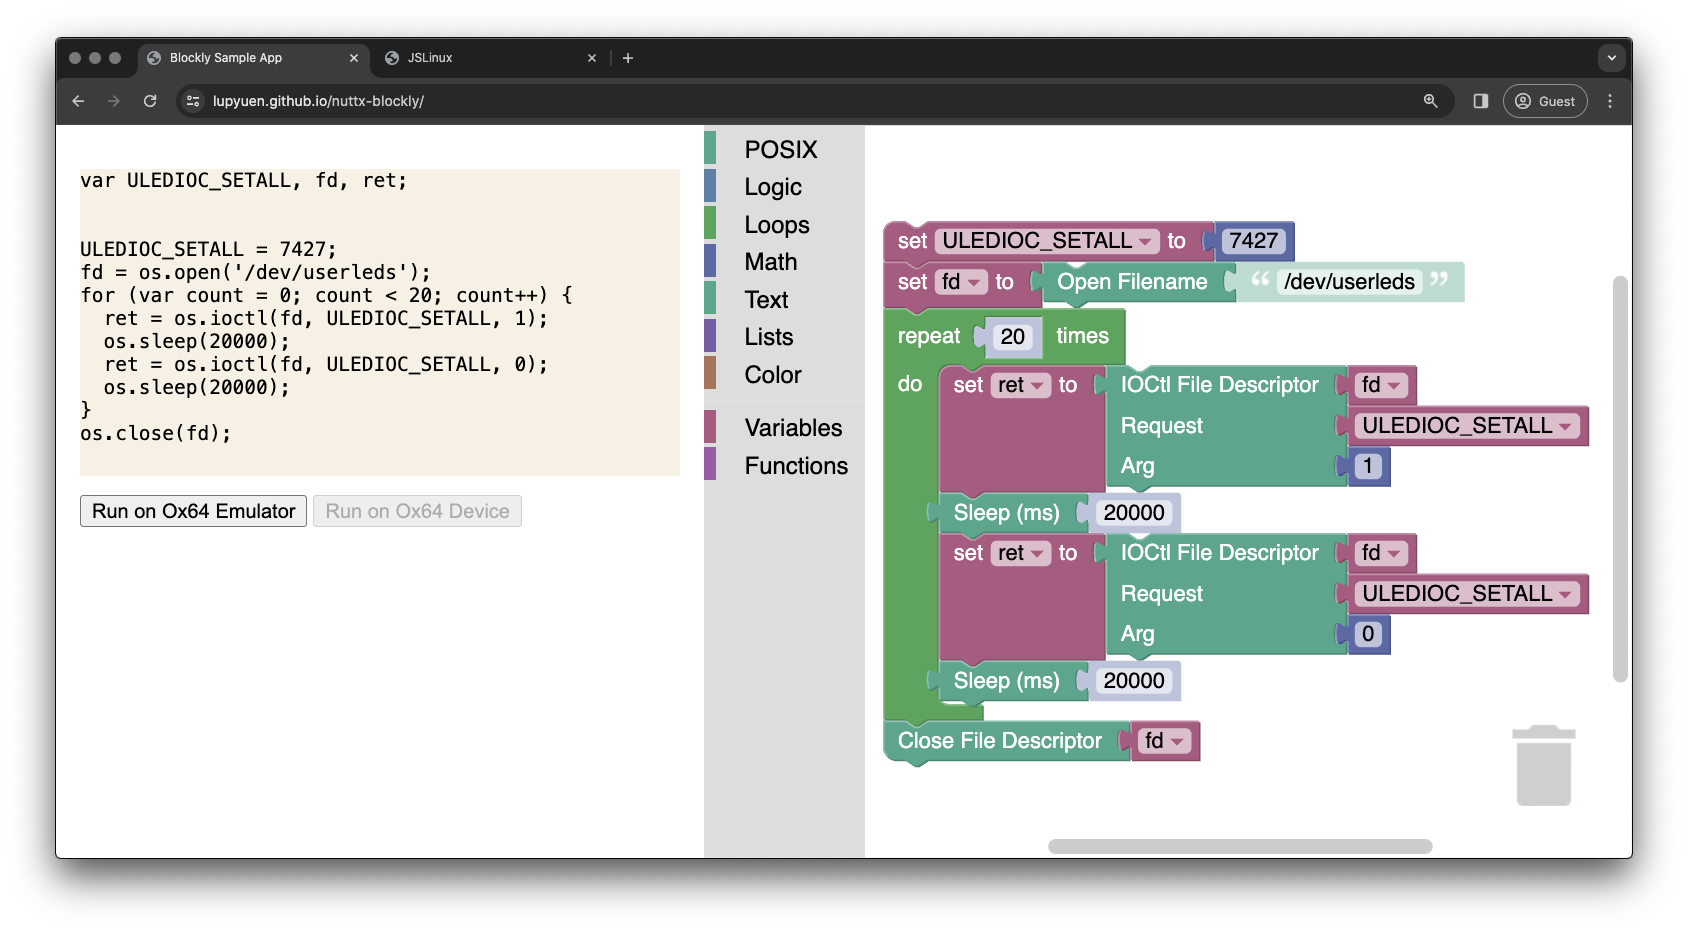 Blockly Sample App
JSLinux
lupyuen.github.io/nuttx-blockly/
Guest
var ULEDIOC_SETALL, fd, ret;
ULEDIOC_SETALL = 7427;
fd = os.open('/dev/userleds');
for (var count = 0; count < 20; count++) {
  ret = os.ioctl(fd, ULEDIOC_SETALL, 1);
  os.sleep(20000);
  ret = os.ioctl(fd, ULEDIOC_SETALL, 0);
  os.sleep(20000);
}
os.close(fd);
Run on Ox64 Emulator Run on Ox64 Device
POSIX
Logic
Loops
Math
Text
Lists
Color
Variables
Functions
set ULEDIOC_SETALL to 7427
set fd to Open Filename “ /dev/userleds ”
repeat 20 times
do set ret to IOCtl File Descriptor fd
Request ULEDIOC_SETALL
Arg 1
Sleep (ms) 20000
set ret to IOCtl File Descriptor fd
Request ULEDIOC_SETALL
Arg 0
Sleep (ms) 20000
Close File Descriptor fd